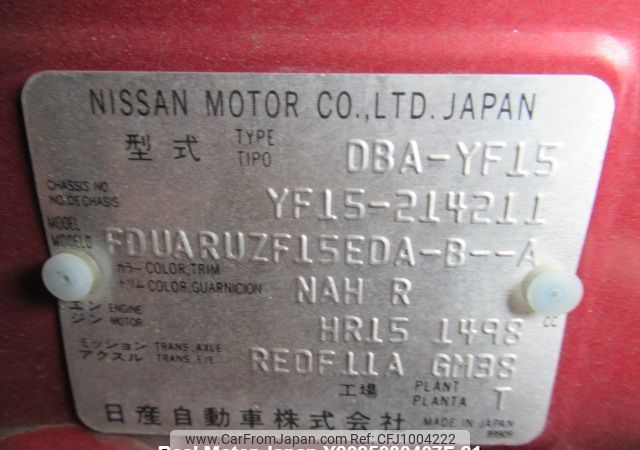 NISSAN MOTOR CO.,LTD. JAPAN
型式 TYPE TIPO DBA-YF15
CHASSIS NO. NO. DE CHASIS YF15-214211
MODEL MODELO FDUARUZF15EDA-B--A
カラー COLOR,TRIM
トリム COLOR,GUARNICION NAH R
エンジン ENGINE MOTOR HR15 1498 CC
ミッション TRANS. AXLE
アクスル TRANS. EJE RE0F11A GM38
工場 PLANT PLANTA T
日産自動車株式会社 MADE IN JAPAN
www.CarFromJapan.com Ref No. CFJ10004222